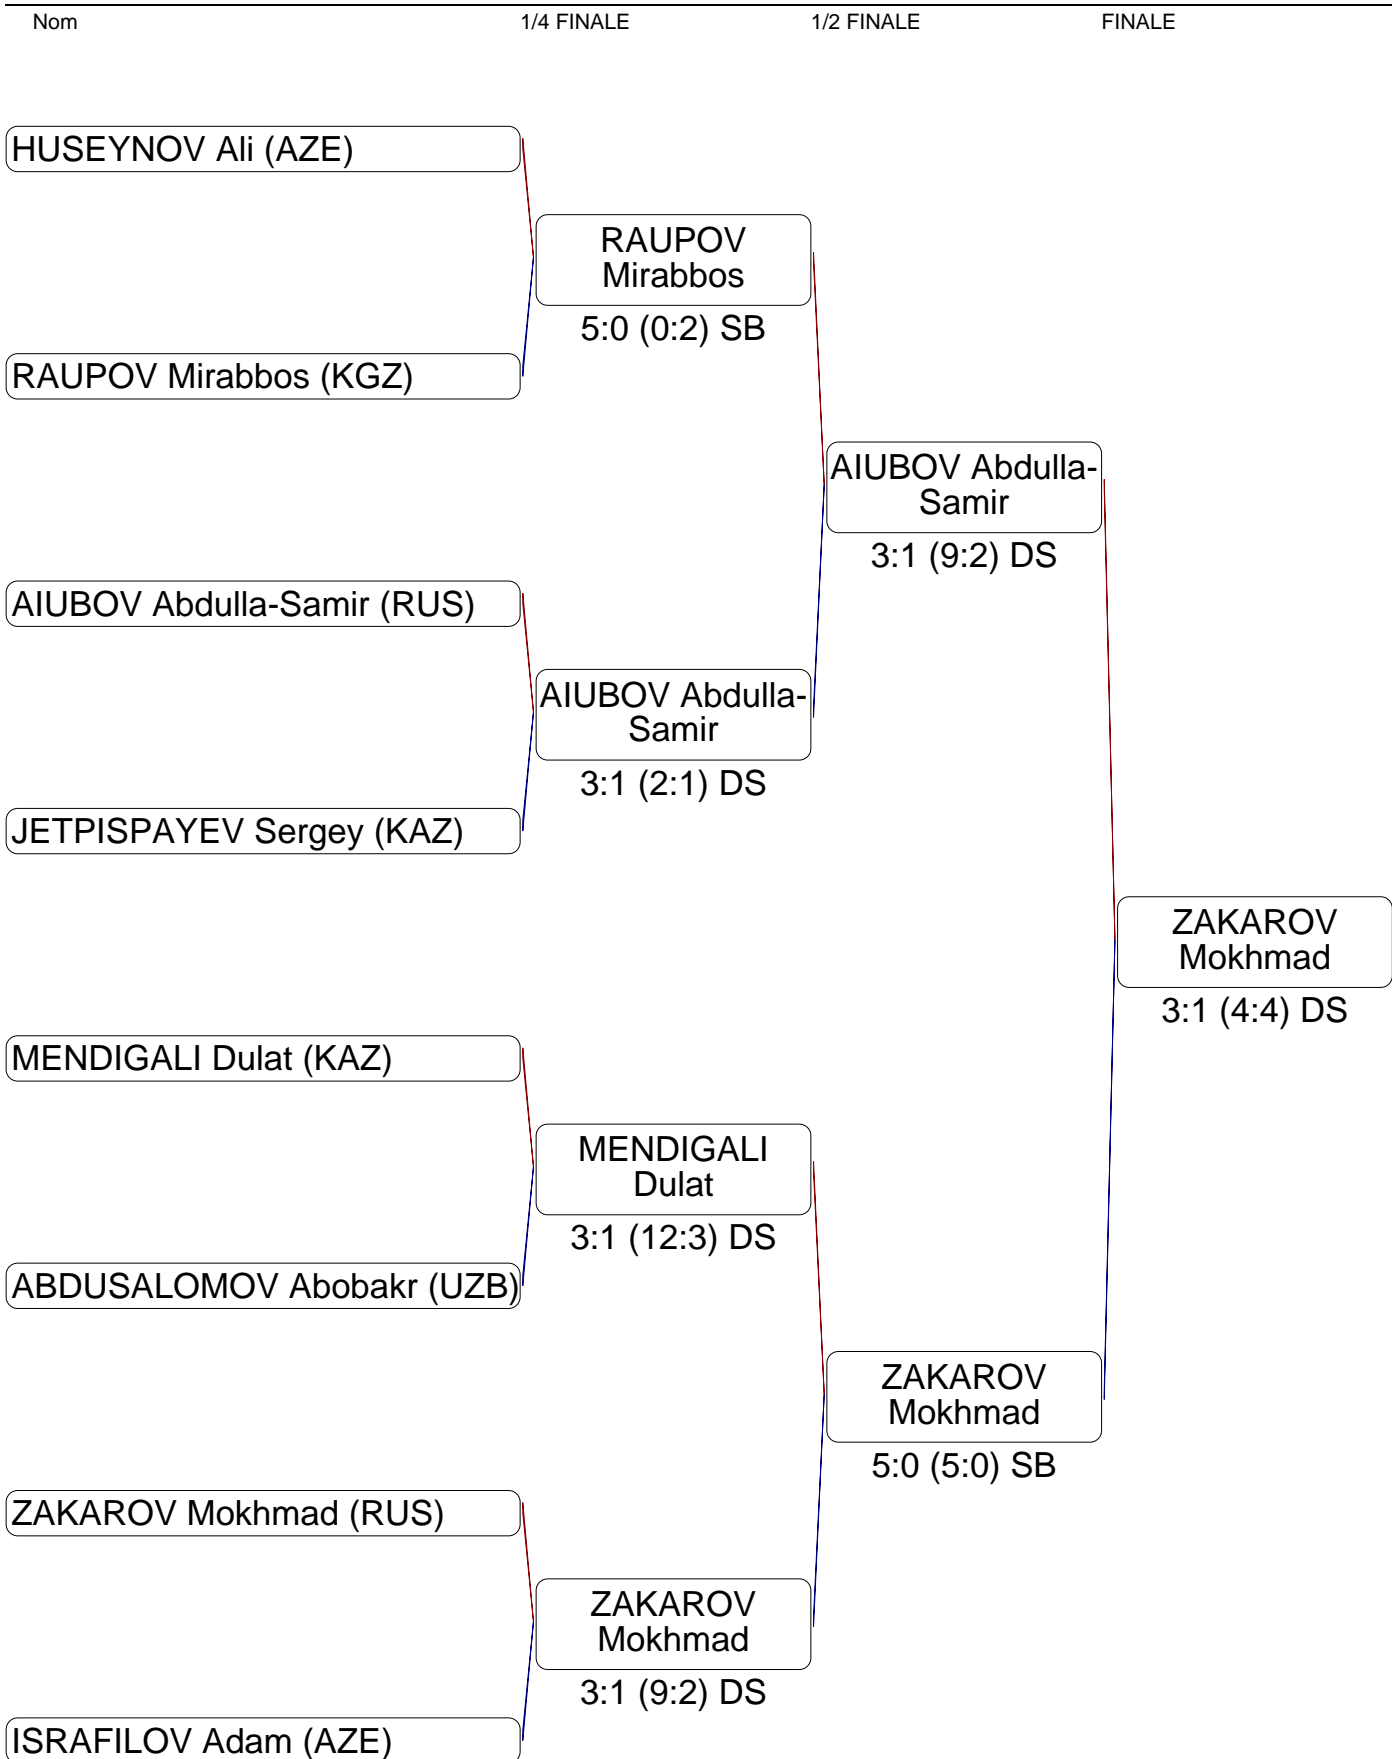 Nom 1/4 FINALE 1/2 FINALE FINALE
HUSEYNOV Ali (AZE)
RAUPOV
Mirabbos
5:0 (0:2) SB
RAUPOV Mirabbos (KGZ)
AIUBOV Abdulla-
Samir
3:1 (9:2) DS
AIUBOV Abdulla-Samir (RUS)
AIUBOV Abdulla-
Samir
3:1 (2:1) DS
JETPISPAYEV Sergey (KAZ)
ZAKAROV
Mokhmad
3:1 (4:4) DS
MENDIGALI Dulat (KAZ)
MENDIGALI
Dulat
3:1 (12:3) DS
ABDUSALOMOV Abobakr (UZB)
ZAKAROV
Mokhmad
5:0 (5:0) SB
ZAKAROV Mokhmad (RUS)
ZAKAROV
Mokhmad
3:1 (9:2) DS
ISRAFILOV Adam (AZE)